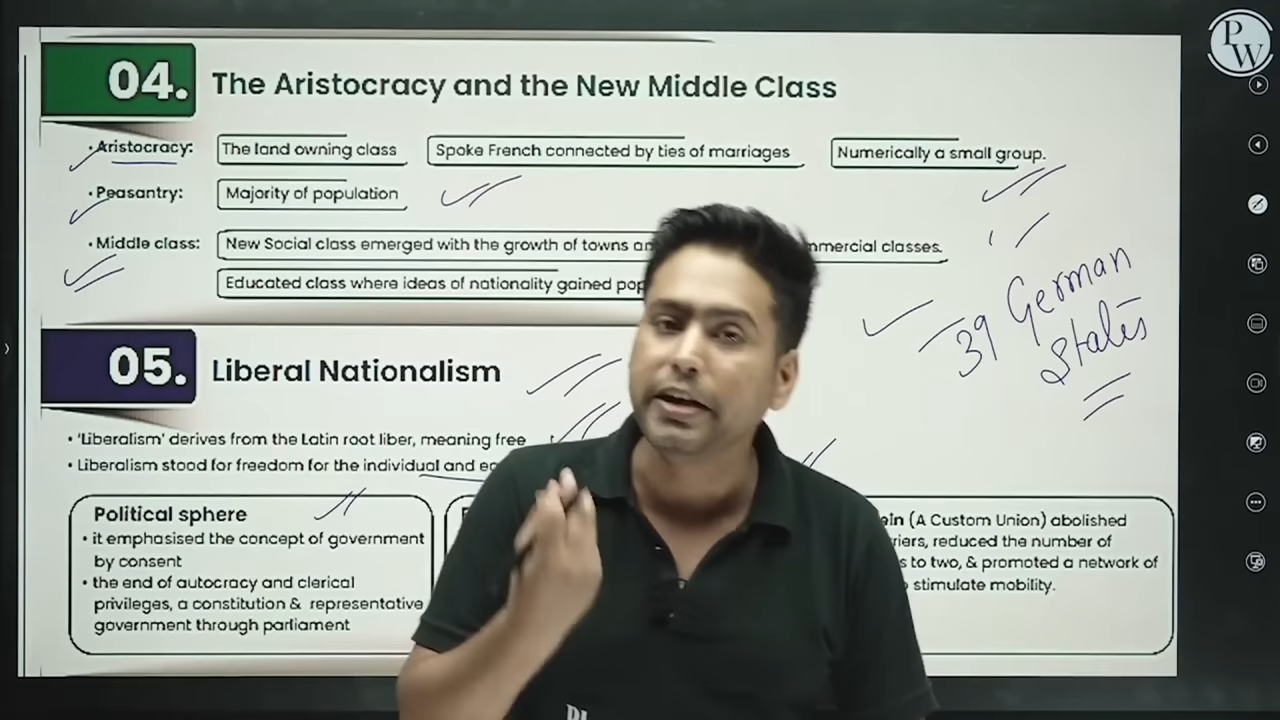 PW
04. The Aristocracy and the New Middle Class
• Aristocracy: The land owning class Spoke French connected by ties of marriages Numerically a small group.
• Peasantry: Majority of population
• Middle class: New Social class emerged with the growth of towns commercial classes.
Educated class where ideas of nationality gained
39 German
States
05. Liberal Nationalism
• 'Liberalism' derives from the Latin root liber, meaning free
• Liberalism stood for freedom for the individual and
Political sphere
• it emphasised the concept of government
by consent
• the end of autocracy and clerical
privileges, a constitution & representative
government through parliament
(A Custom Union) abolished
reduced the number of
to two, & promoted a network of
stimulate mobility.